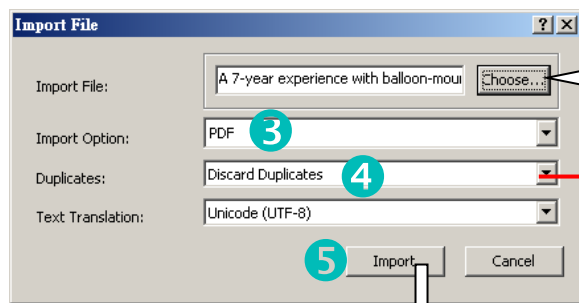 Import File
Import File: A 7-year experience with balloon-mour Choose...
Import Option: PDF 3
Duplicates: Discard Duplicates 4
Text Translation: Unicode (UTF-8)
5 Import Cancel